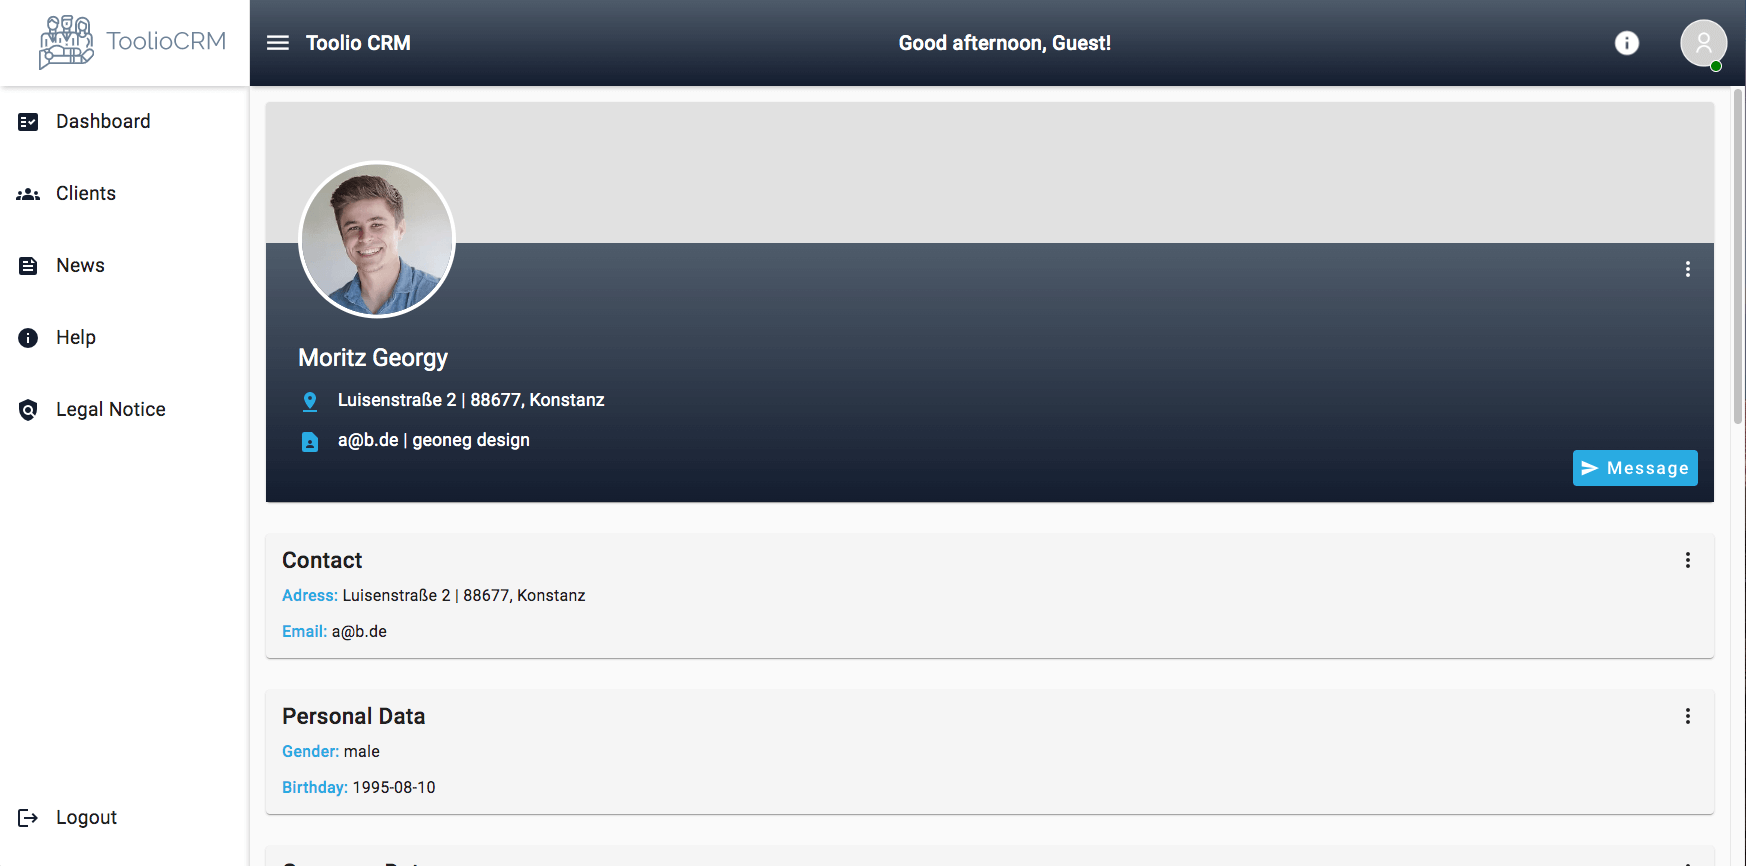 ToolioCRM
Toolio CRM
Good afternoon, Guest!
Dashboard
Clients
News
Help
Legal Notice
Logout
Moritz Georgy
Luisenstraße 2 | 88677, Konstanz
a@b.de | geoneg design
Message
Contact
Adress: Luisenstraße 2 | 88677, Konstanz
Email: a@b.de
Personal Data
Gender: male
Birthday: 1995-08-10